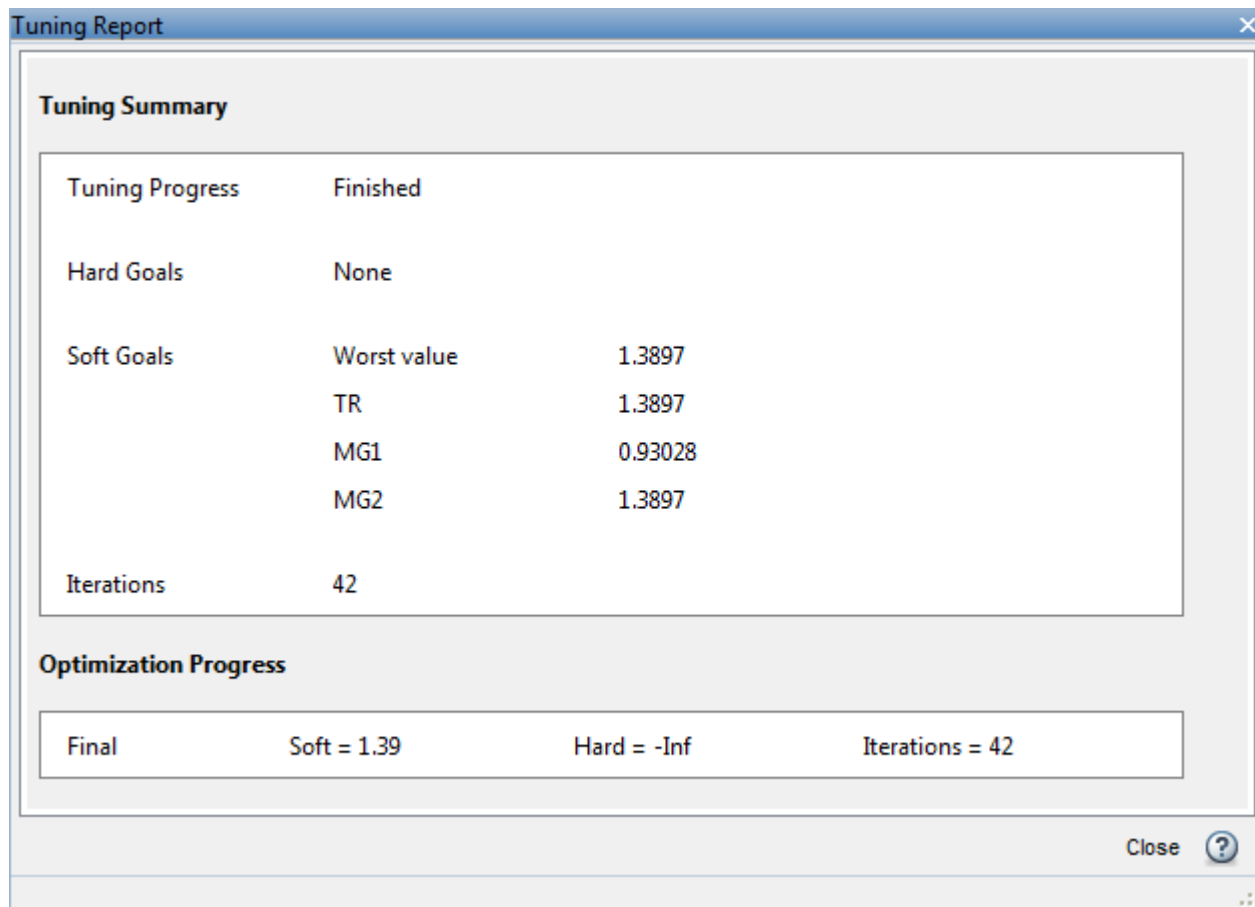 Tuning Report
Tuning Summary
Tuning Progress Finished
Hard Goals None
Soft Goals Worst value 1.3897
TR 1.3897
MG1 0.93028
MG2 1.3897
Iterations 42
Optimization Progress
Final Soft = 1.39 Hard = -Inf Iterations = 42
Close ?